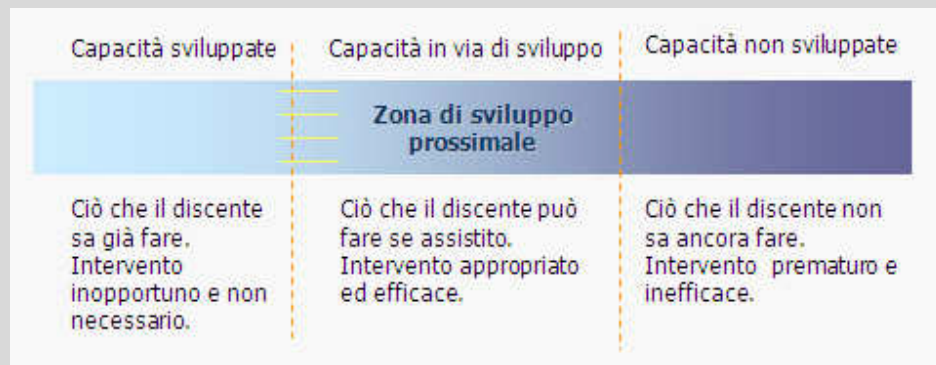 Capacità sviluppate
Capacità in via di sviluppo
Capacità non sviluppate
Zona di sviluppo
prossimale
Ciò che il discente
sa già fare.
Intervento
inopportuno e non
necessario.
Ciò che il discente può
fare se assistito.
Intervento appropriato
ed efficace.
Ciò che il discente non
sa ancora fare.
Intervento prematuro e
inefficace.